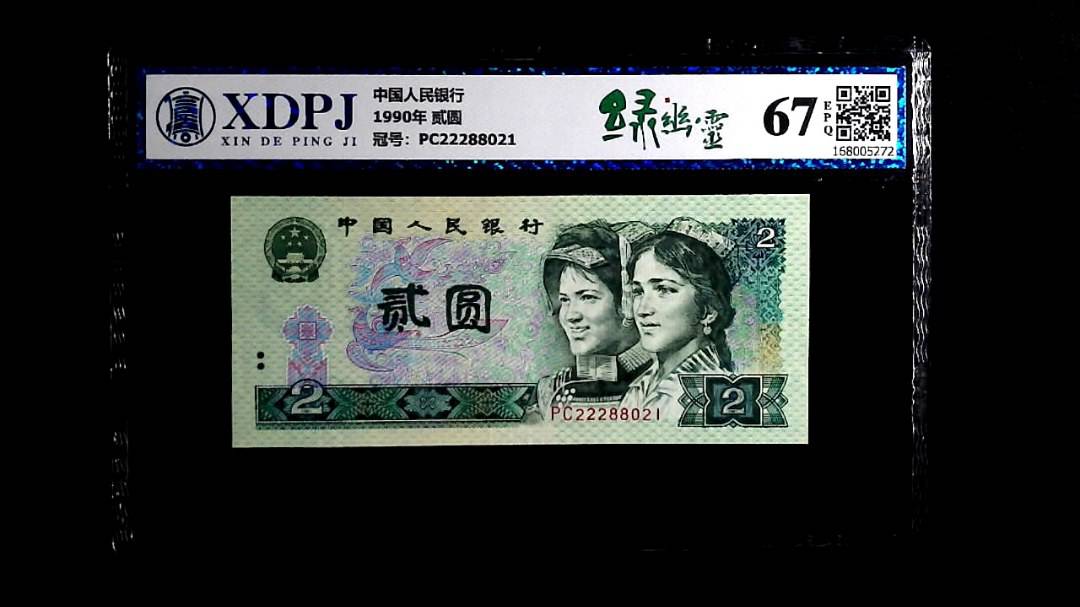 XDPJ
XIN DE PING JI
中国人民银行
1990年 贰圆
冠号：PC22288021
绿幽灵
67
EPQ
168005272
中国人民银行
2
贰圆
2
PC22288021
2